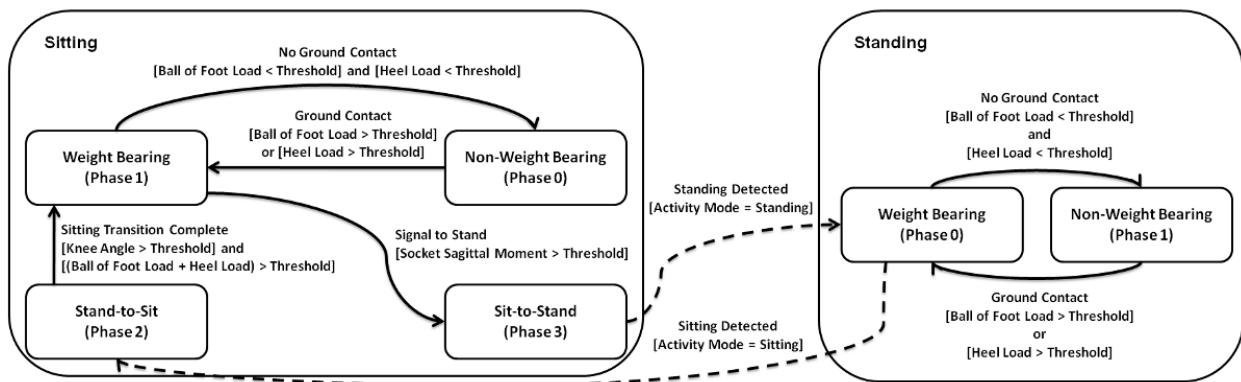 Sitting
No Ground Contact
[Ball of Foot Load < Threshold] and [Heel Load < Threshold]
Ground Contact
[Ball of Foot Load > Threshold]
or [Heel Load > Threshold]
Weight Bearing
(Phase 1)
Non-Weight Bearing
(Phase 0)
Sitting Transition Complete
[Knee Angle > Threshold] and
[(Ball of Foot Load + Heel Load) > Threshold]
Signal to Stand
[Socket Sagittal Moment > Threshold]
Stand-to-Sit
(Phase 2)
Sit-to-Stand
(Phase 3)
Standing Detected
[Activity Mode = Standing]
Sitting Detected
[Activity Mode = Sitting]
Standing
No Ground Contact
[Ball of Foot Load < Threshold]
and
[Heel Load < Threshold]
Weight Bearing
(Phase 0)
Non-Weight Bearing
(Phase 1)
Ground Contact
[Ball of Foot Load > Threshold]
or
[Heel Load > Threshold]